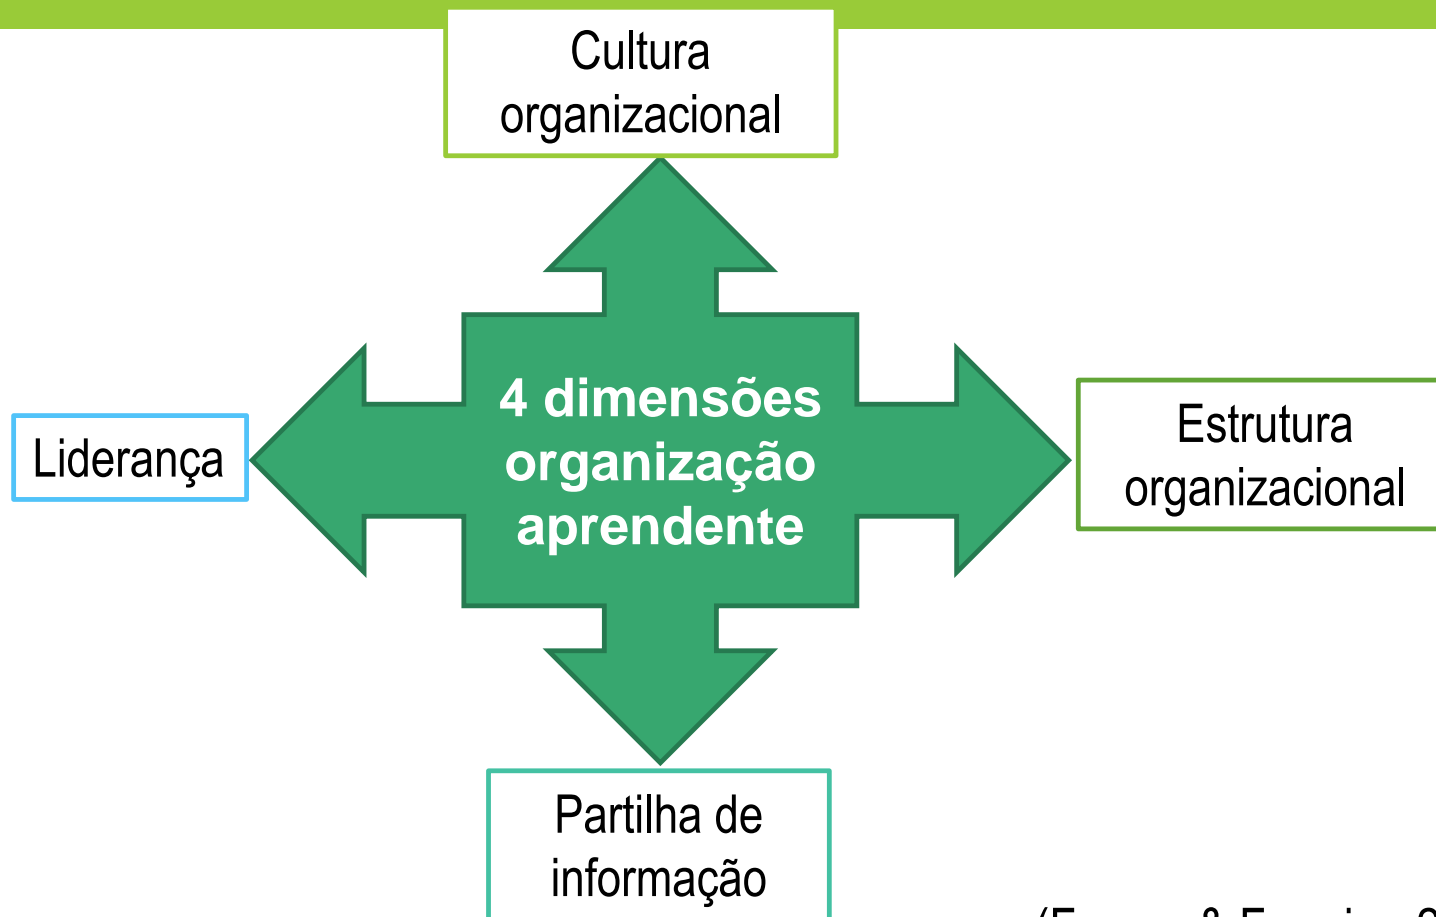 Cultura
organizacional
4 dimensões
organização
aprendente
Liderança
Estrutura
organizacional
Partilha de
informação